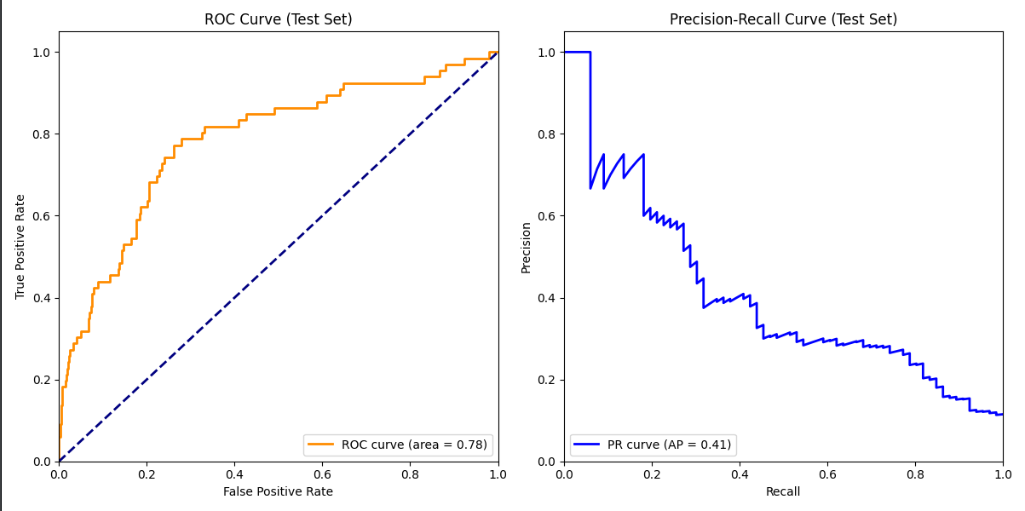 ROC Curve (Test Set)
1.0
0.8
0.6
0.4
0.2
0.0
True Positive Rate
0.0 0.2 0.4 0.6 0.8 1.0
False Positive Rate
ROC curve (area = 0.78)
Precision-Recall Curve (Test Set)
1.0
0.8
0.6
0.4
0.2
0.0
Precision
0.0 0.2 0.4 0.6 0.8 1.0
Recall
PR curve (AP = 0.41)